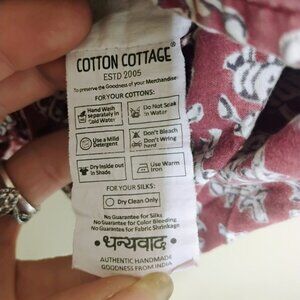 COTTON COTTAGE®
ESTD 2005
To preserve the Goodness of your Merchandise
FOR YOUR COTTONS:
Hand Wash separately in Cold Water
Do Not Soak in Water
Use a Mild Detergent
Don't Bleach Don't Wring
Dry Inside out in Shade
Use Warm Iron
FOR YOUR SILKS:
Dry Clean Only
No Guarantee for Silks
No Guarantee for Color Bleeding
No Guarantee for Fabric Shrinkage
धन्यवाद
AUTHENTIC HANDMADE
GOODNESS FROM INDIA